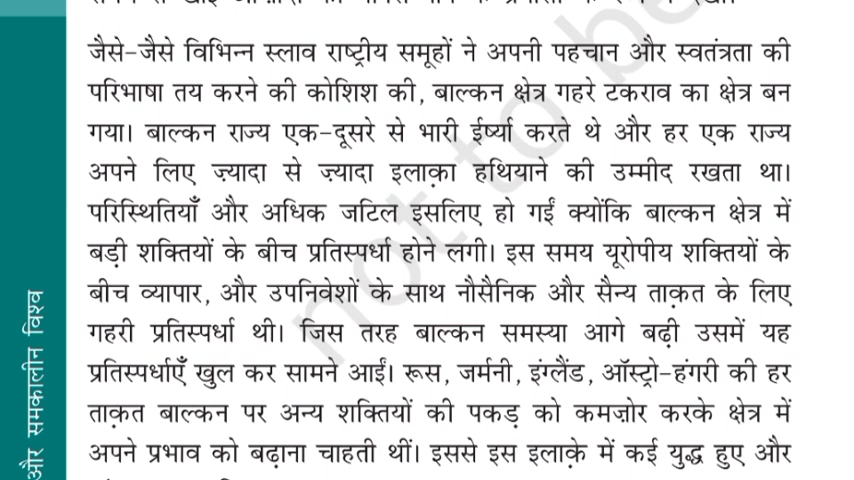 जैसे-जैसे विभिन्न स्लाव राष्ट्रीय समूहों ने अपनी पहचान और स्वतंत्रता की
परिभाषा तय करने की कोशिश की, बाल्कन क्षेत्र गहरे टकराव का क्षेत्र बन
गया। बाल्कन राज्य एक-दूसरे से भारी ईर्ष्या करते थे और हर एक राज्य
अपने लिए ज़्यादा से ज़्यादा इलाक़ा हथियाने की उम्मीद रखता था।
परिस्थितियाँ और अधिक जटिल इसलिए हो गईं क्योंकि बाल्कन क्षेत्र में
बड़ी शक्तियों के बीच प्रतिस्पर्धा होने लगी। इस समय यूरोपीय शक्तियों के
बीच व्यापार, और उपनिवेशों के साथ नौसैनिक और सैन्य ताक़त के लिए
गहरी प्रतिस्पर्धा थी। जिस तरह बाल्कन समस्या आगे बढ़ी उसमें यह
प्रतिस्पर्धाएँ खुल कर सामने आईं। रूस, जर्मनी, इंग्लैंड, ऑस्ट्रो-हंगरी की हर
ताक़त बाल्कन पर अन्य शक्तियों की पकड़ को कमज़ोर करके क्षेत्र में
अपने प्रभाव को बढ़ाना चाहती थीं। इससे इस इलाक़े में कई युद्ध हुए और
और समकालीन विश्व
not to be